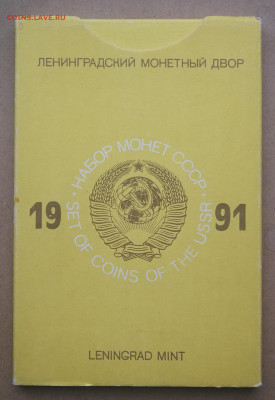 coins.lave.ru
ЛЕНИНГРАДСКИЙ МОНЕТНЫЙ ДВОР
НАБОР МОНЕТ СССР
19 91
SET OF COINS OF THE USSR
LENINGRAD MINT